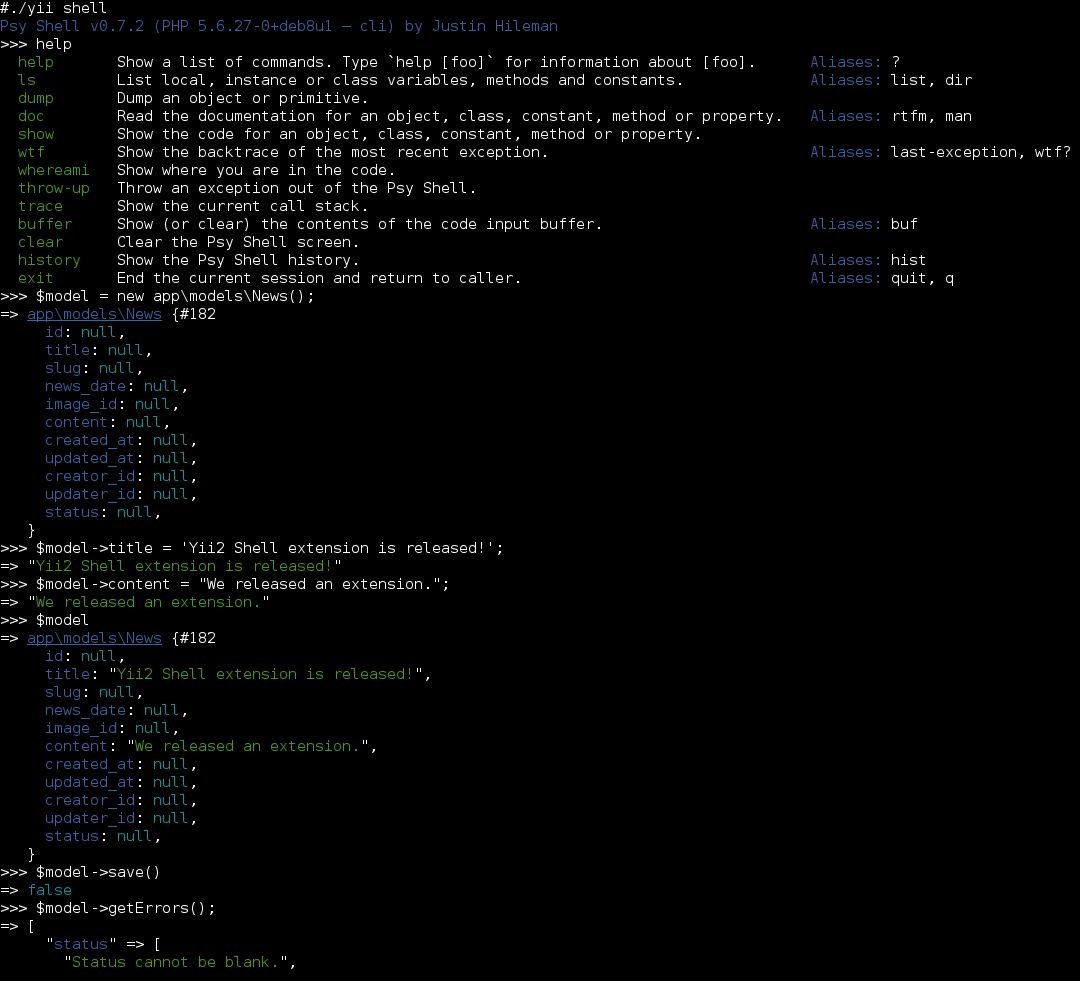 #./yii shell
Psy Shell v0.7.2 (PHP 5.6.27-0+deb8u1 — cli) by Justin Hileman
>>> help
  help       Show a list of commands. Type `help [foo]` for information about [foo].      Aliases: ?
  ls         List local, instance or class variables, methods and constants.              Aliases: list, dir
  dump       Dump an object or primitive.
  doc        Read the documentation for an object, class, constant, method or property.   Aliases: rtfm, man
  show       Show the code for an object, class, constant, method or property.
  wtf        Show the backtrace of the most recent exception.                             Aliases: last-exception, wtf?
  whereami   Show where you are in the code.
  throw-up   Throw an exception out of the Psy Shell.
  trace      Show the current call stack.
  buffer     Show (or clear) the contents of the code input buffer.                       Aliases: buf
  clear      Clear the Psy Shell screen.
  history    Show the Psy Shell history.                                                  Aliases: hist
  exit       End the current session and return to caller.                                Aliases: quit, q
>>> $model = new app\models\News();
=> app\models\News {#182
     id: null,
     title: null,
     slug: null,
     news_date: null,
     image_id: null,
     content: null,
     created_at: null,
     updated_at: null,
     creator_id: null,
     updater_id: null,
     status: null,
   }
>>> $model->title = 'Yii2 Shell extension is released!';
=> "Yii2 Shell extension is released!"
>>> $model->content = "We released an extension.";
=> "We released an extension."
>>> $model
=> app\models\News {#182
     id: null,
     title: "Yii2 Shell extension is released!",
     slug: null,
     news_date: null,
     image_id: null,
     content: "We released an extension.",
     created_at: null,
     updated_at: null,
     creator_id: null,
     updater_id: null,
     status: null,
   }
>>> $model->save()
=> false
>>> $model->getErrors();
=> [
     "status" => [
       "Status cannot be blank.",